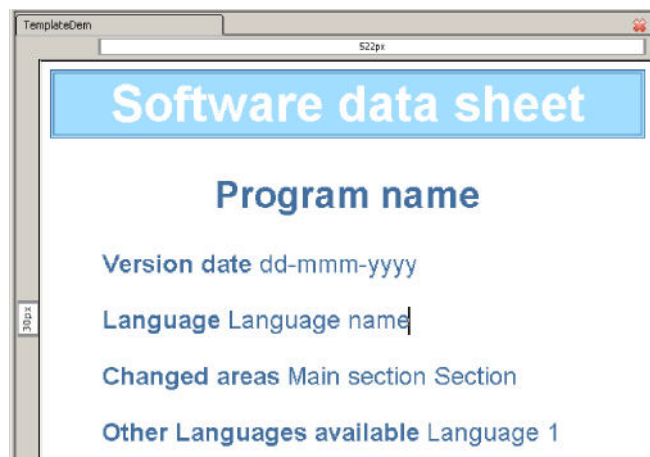 TemplateDem
522px
Software data sheet
Program name
Version date dd-mmm-yyyy
30px
Language Language name
Changed areas Main section Section
Other Languages available Language 1